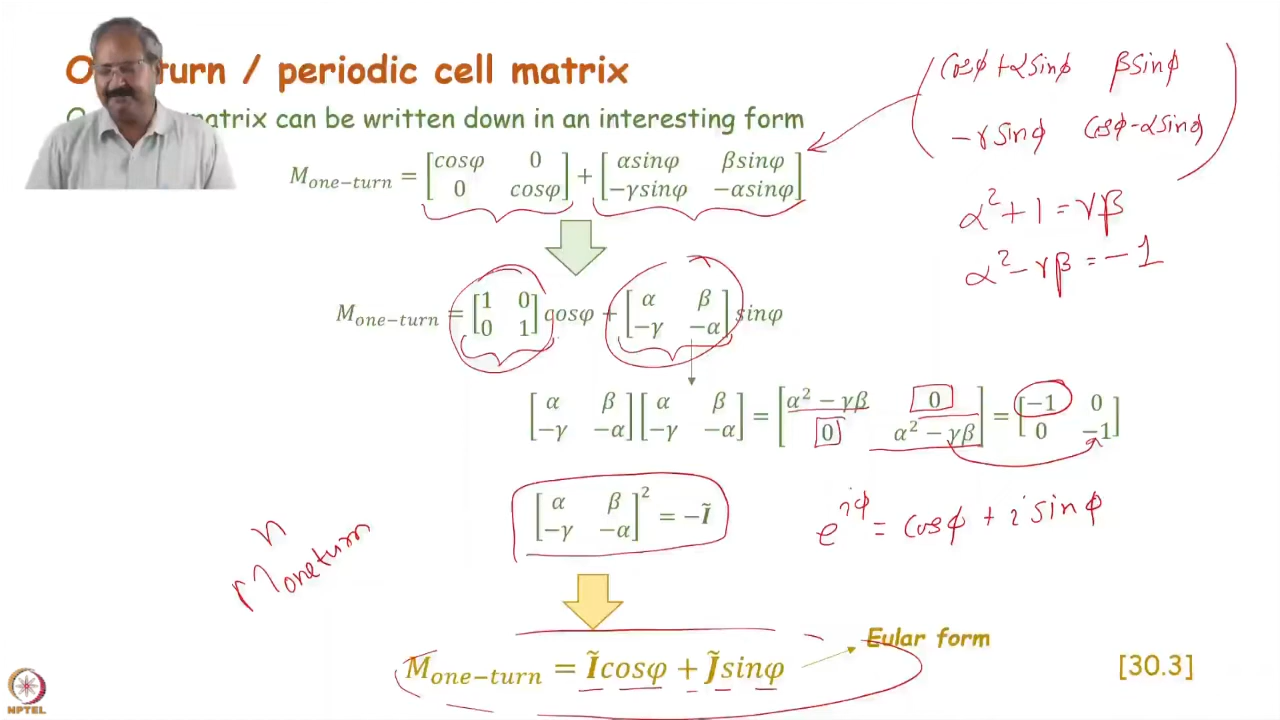 O turn / periodic cell matrix
O matrix can be written down in an interesting form
M_one−turn = [cosφ 0; 0 cosφ] + [αsinφ βsinφ; −γsinφ −αsinφ]
(cosϕ+αsinϕ βsinϕ; −γsinϕ cosϕ−αsinϕ)
α²+1 = γβ
α²−γβ = −1
M_one−turn = [1 0; 0 1] cosφ + [α β; −γ −α] sinφ
[α β; −γ −α] [α β; −γ −α] = [α² − γβ 0; 0 α² − γβ] = [−1 0; 0 −1]
[α β; −γ −α]² = −Ĩ
e^iϕ = cosϕ + i sinϕ
n
Moneturn
Eular form
M_one−turn = Ĩcosφ + J̃sinφ
[30.3]
NPTEL